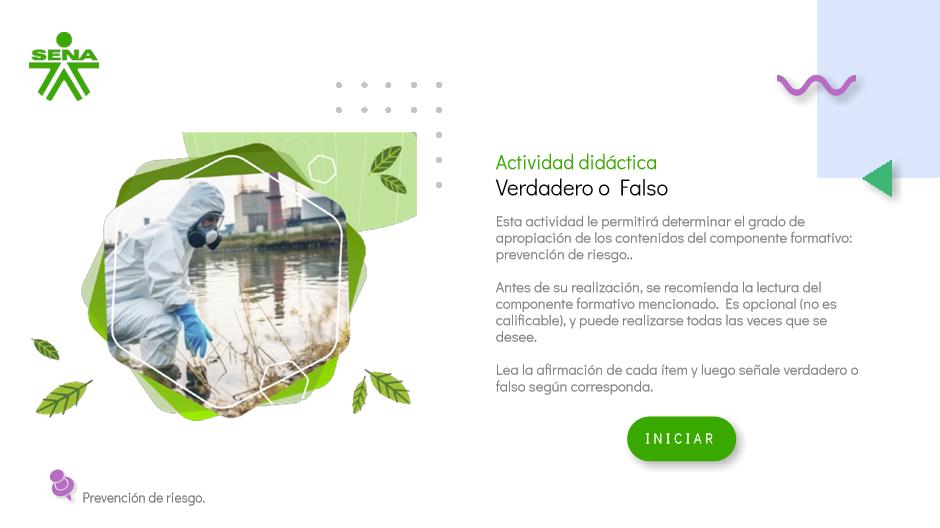 SENA
Actividad didáctica
Verdadero o Falso
Esta actividad le permitirá determinar el grado de
apropiación de los contenidos del componente formativo:
prevención de riesgo..
Antes de su realización, se recomienda la lectura del
componente formativo mencionado. Es opcional (no es
calificable), y puede realizarse todas las veces que se
desee.
Lea la afirmación de cada ítem y luego señale verdadero o
falso según corresponda.
INICIAR
Prevención de riesgo.